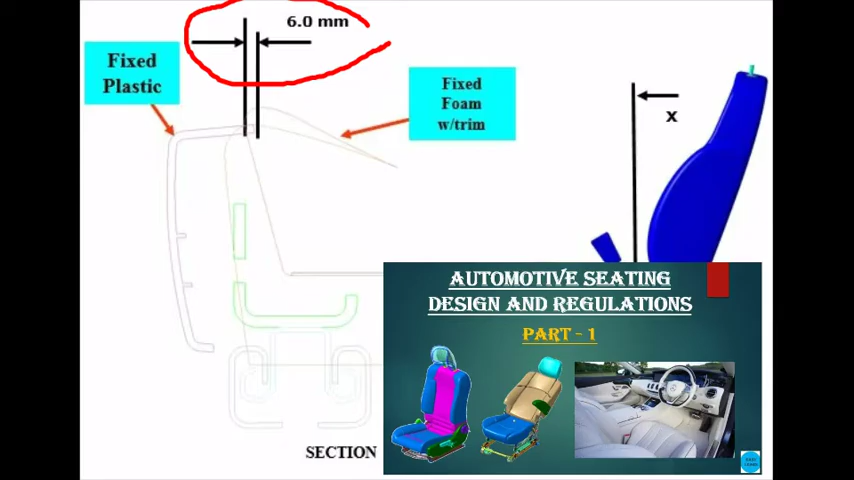 6.0 mm
Fixed
Plastic
Fixed
Foam
w/trim
x
AUTOMOTIVE SEATING
DESIGN AND REGULATIONS
PART - 1
SECTION